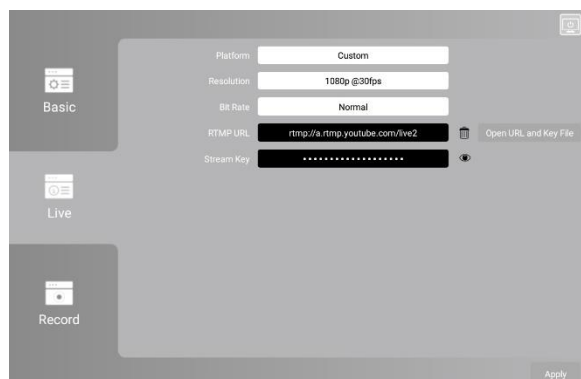 Basic
Live
Record
Platform Custom
Resolution 1080p @30fps
Bit Rate Normal
RTMP URL rtmp://a.rtmp.youtube.com/live2 Open URL and Key File
Stream Key •••••••••••••••••••
Apply